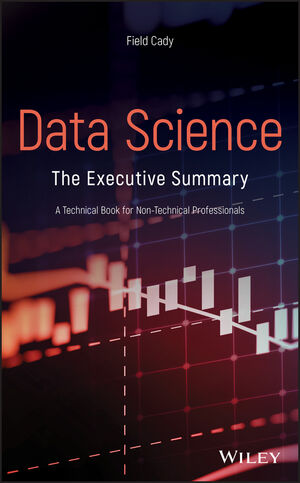 Field Cady
Data Science
The Executive Summary
A Technical Book for Non-Technical Professionals
WILEY